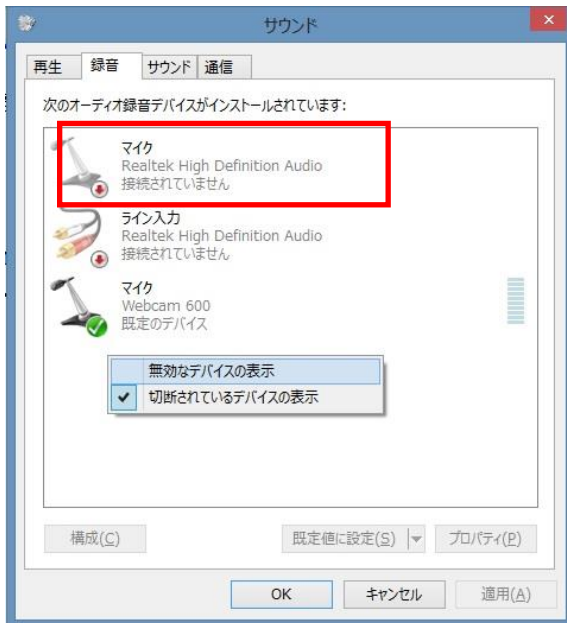 サウンド
再生 録音 サウンド 通信
次のオーディオ録音デバイスがインストールされています:
マイク
Realtek High Definition Audio
接続されていません
ライン入力
Realtek High Definition Audio
接続されていません
マイク
Webcam 600
既定のデバイス
無効なデバイスの表示
切断されているデバイスの表示
構成(C) 既定値に設定(S) プロパティ(P)
OK キャンセル 適用(A)